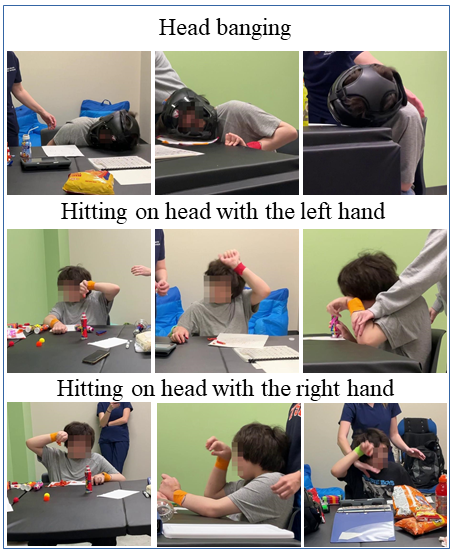 Head banging
Hitting on head with the left hand
Hitting on head with the right hand